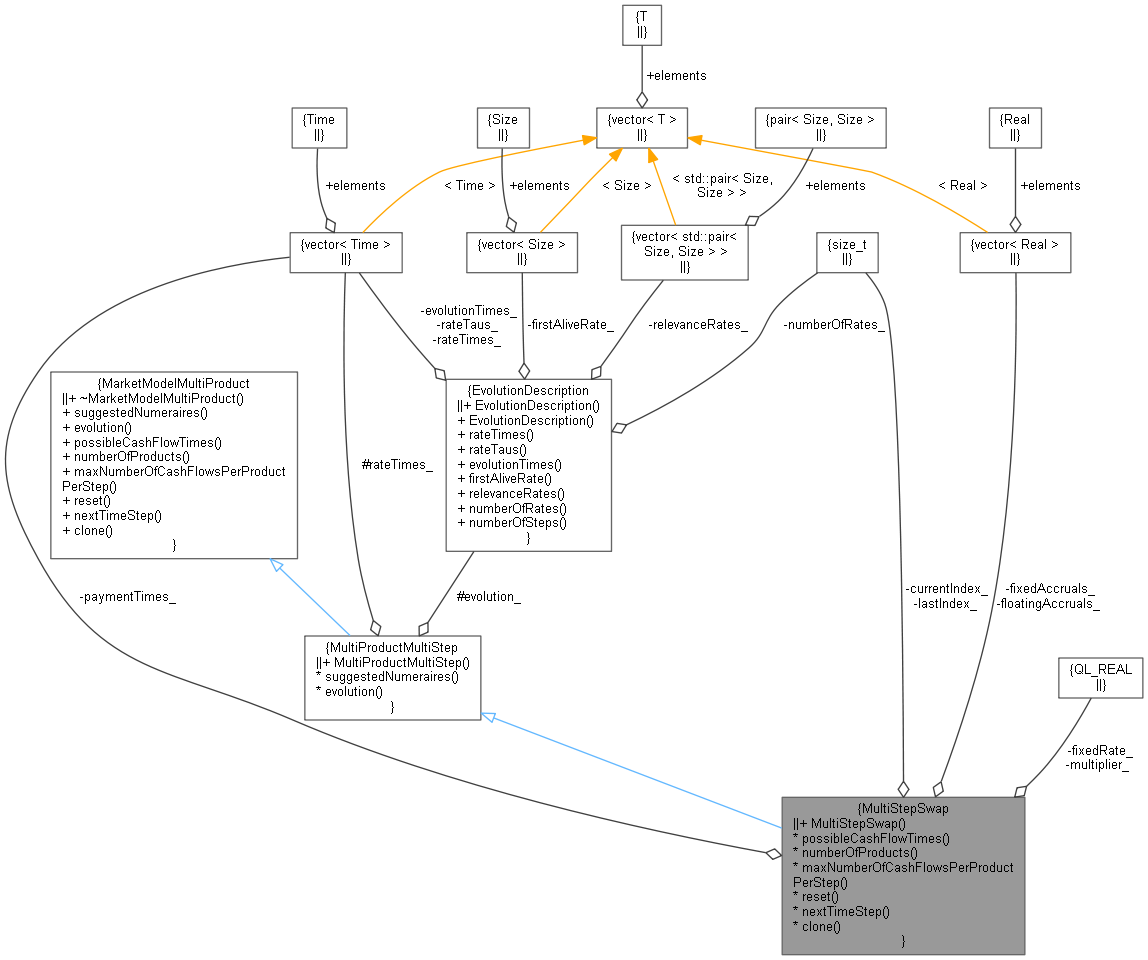 {T
||}
+elements
{Time
||}
{Size
||}
{vector< T >
||}
{pair< Size, Size >
||}
{Real
||}
+elements
< Time >
+elements
< Size >
< std::pair< Size,
Size > >
+elements
< Real >
+elements
{vector< Time >
||}
{vector< Size >
||}
{vector< std::pair<
Size, Size > >
||}
{size_t
||}
{vector< Real >
||}
-evolutionTimes_
-rateTaus_
-rateTimes_
-firstAliveRate_
-relevanceRates_
-numberOfRates_
{MarketModelMultiProduct
||+ ~MarketModelMultiProduct()
+ suggestedNumeraires()
+ evolution()
+ possibleCashFlowTimes()
+ numberOfProducts()
+ maxNumberOfCashFlowsPerProduct
PerStep()
+ reset()
+ nextTimeStep()
+ clone()
}
#rateTimes_
{EvolutionDescription
||+ EvolutionDescription()
+ EvolutionDescription()
+ rateTimes()
+ rateTaus()
+ evolutionTimes()
+ firstAliveRate()
+ relevanceRates()
+ numberOfRates()
+ numberOfSteps()
}
-paymentTimes_
#evolution_
-currentIndex_
-lastIndex_
-fixedAccruals_
-floatingAccruals_
{MultiProductMultiStep
||+ MultiProductMultiStep()
* suggestedNumeraires()
* evolution()
}
{QL_REAL
||}
-fixedRate_
-multiplier_
{MultiStepSwap
||+ MultiStepSwap()
* possibleCashFlowTimes()
* numberOfProducts()
* maxNumberOfCashFlowsPerProduct
PerStep()
* reset()
* nextTimeStep()
* clone()
}